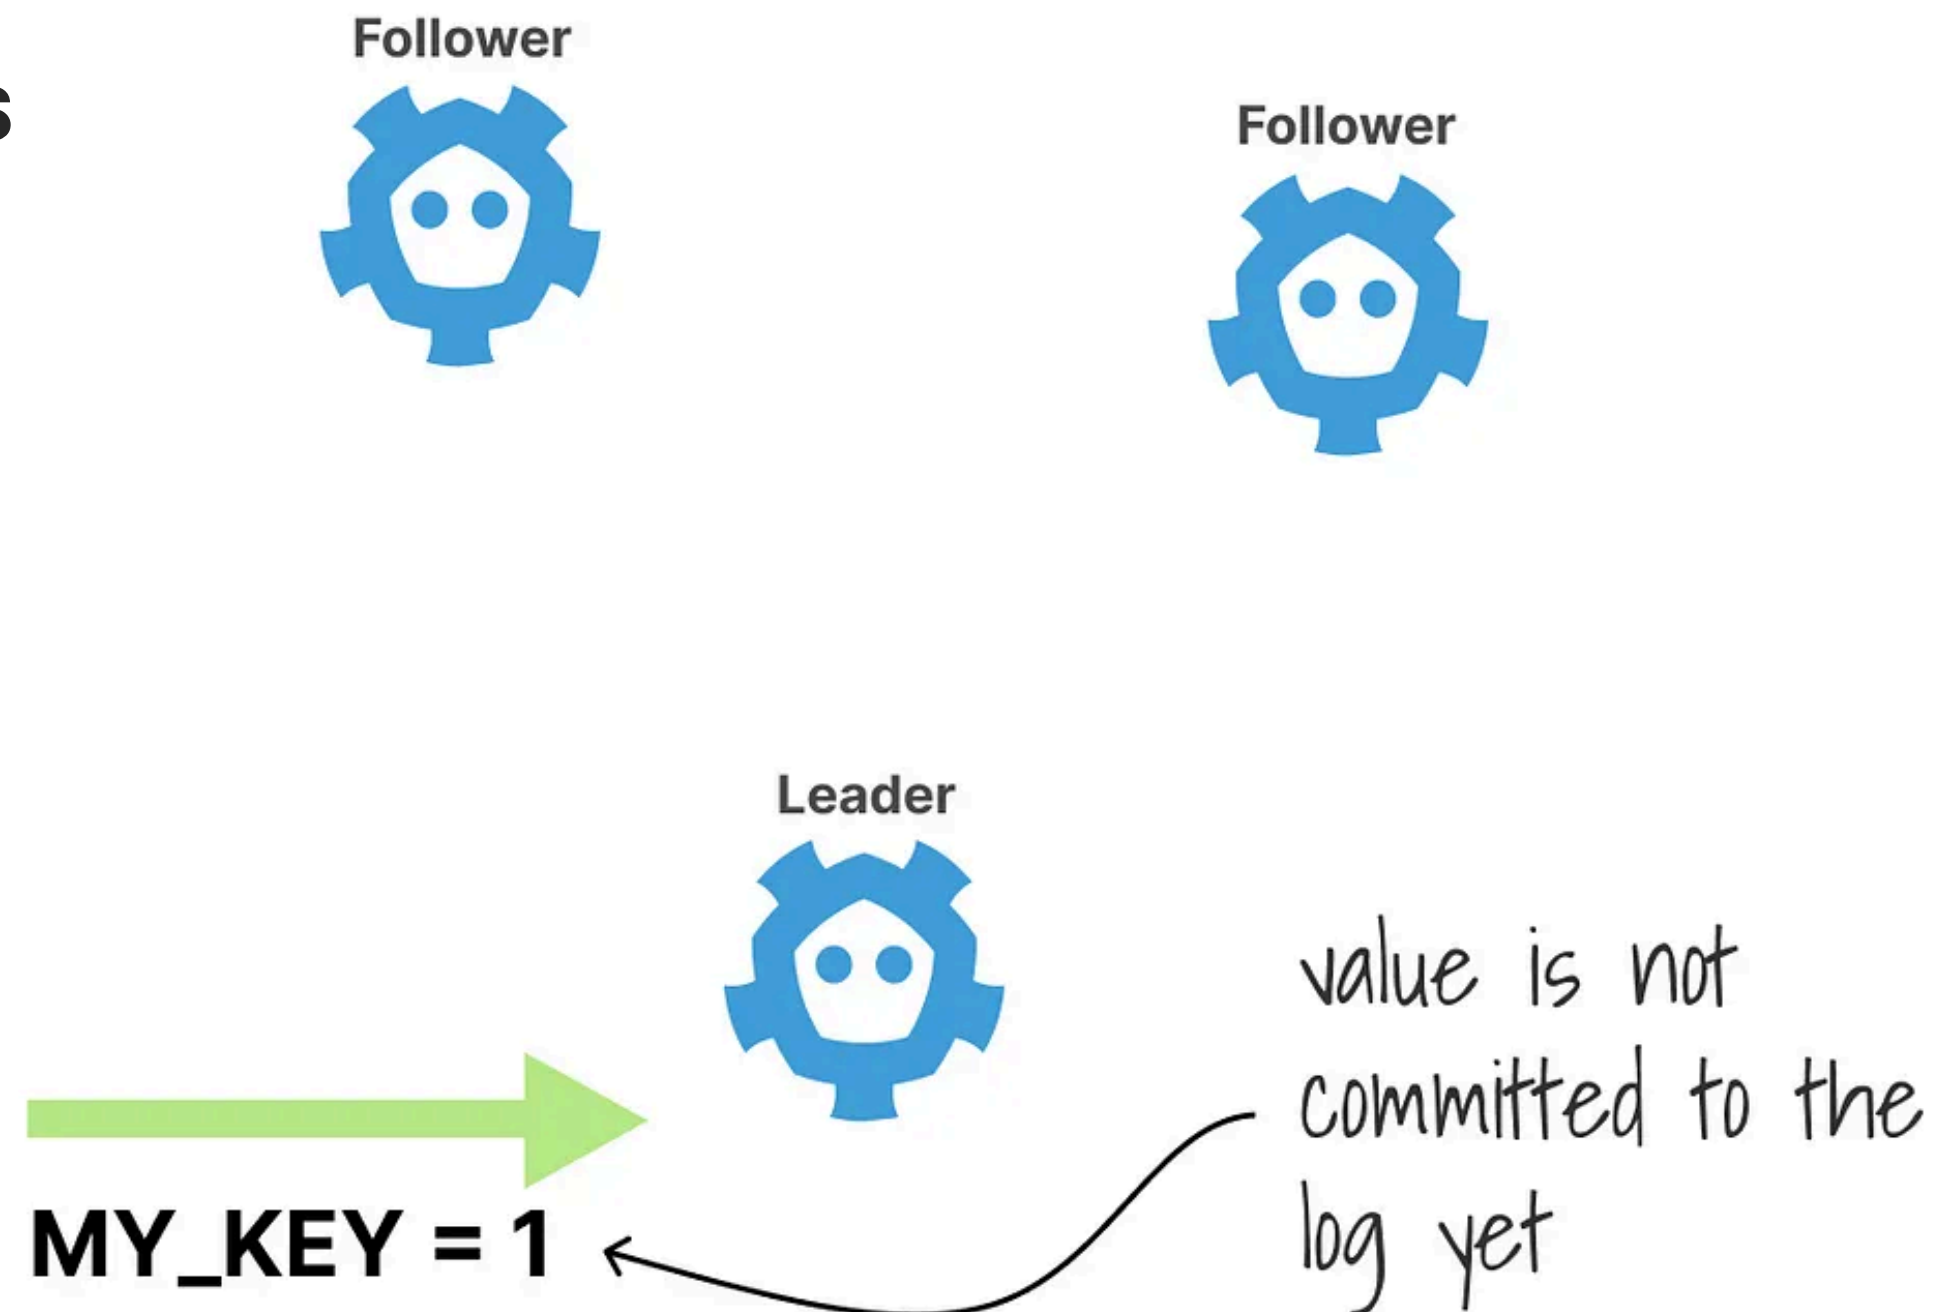 Follower
s
Follower
Leader
value is not
committed to the
log yet
MY_KEY = 1